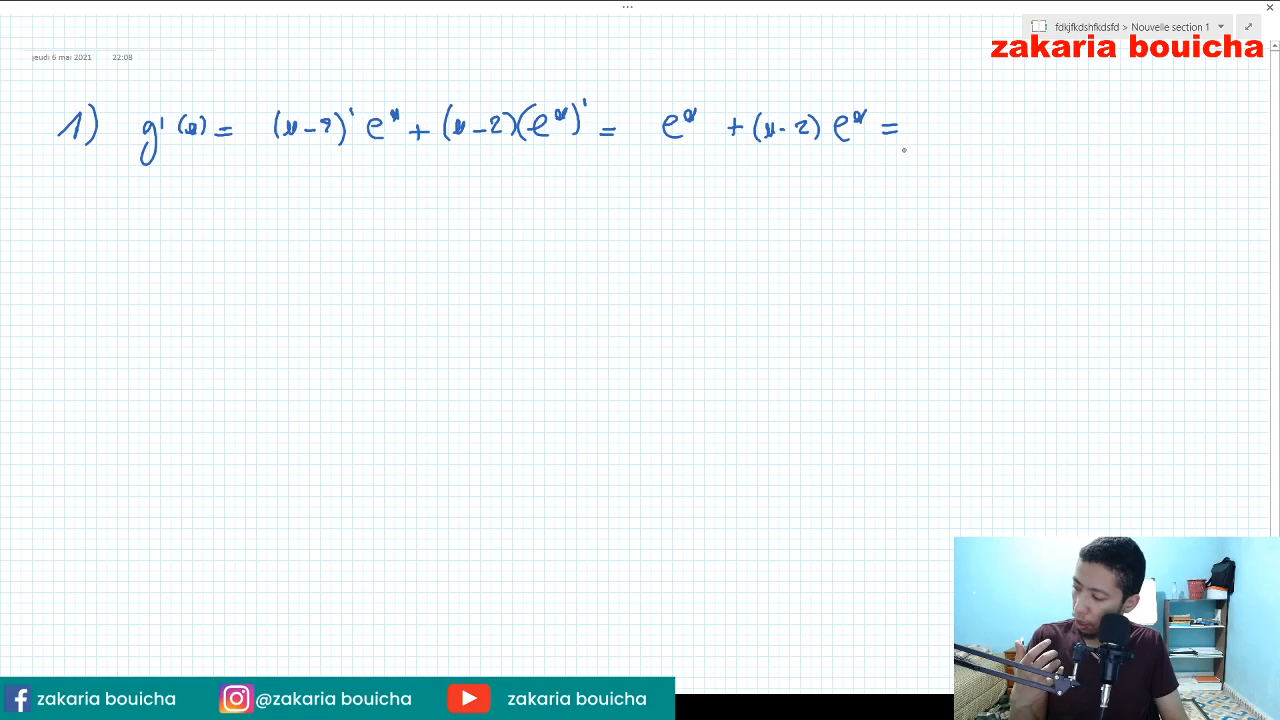 fdkjfkdshfkdsfd > Nouvelle section 1
zakaria bouicha
jeudi 6 mai 2021 22:08
1) g'(x) = (x-2)' e^x + (x-2)(e^x)' = e^x + (x-2) e^x =
zakaria bouicha @zakaria bouicha zakaria bouicha